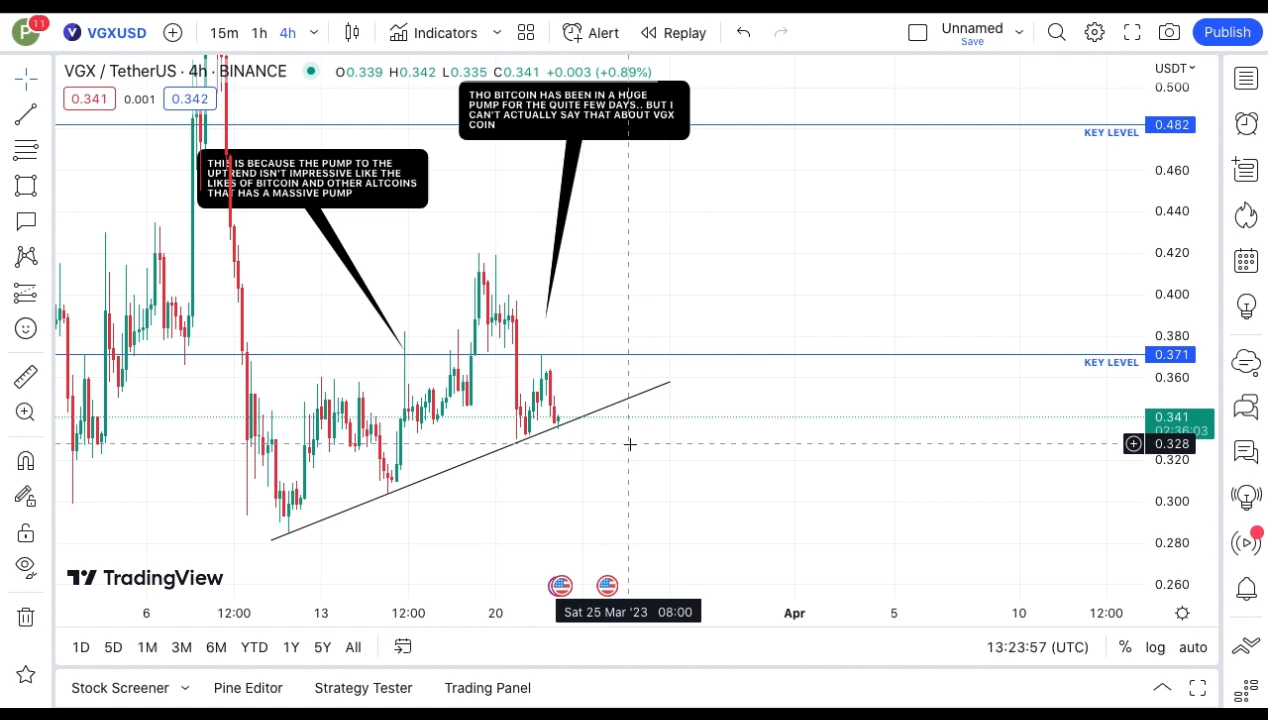 P 11 VGXUSD 15m 1h 4h Indicators Alert Replay Unnamed Save Publish
VGX / TetherUS · 4h · BINANCE O0.339 H0.342 L0.335 C0.341 +0.003 (+0.89%) USDT
0.341 0.001 0.342
THO BITCOIN HAS BEEN IN A HUGE
PUMP FOR THE QUITE FEW DAYS.. BUT I
CAN'T ACTUALLY SAY THAT ABOUT VGX
COIN
THIS IS BECAUSE THE PUMP TO THE
UPTREND ISN'T IMPRESSIVE LIKE THE
LIKES OF BITCOIN AND OTHER ALTCOINS
THAT HAS A MASSIVE PUMP
0.500
KEY LEVEL 0.482
0.460
0.440
0.420
0.400
0.380
KEY LEVEL 0.371
0.360
0.341
02:36:03
0.328
0.320
0.300
0.280
0.260
TradingView
6 12:00 13 12:00 20 Sat 25 Mar '23 08:00 Apr 5 10 12:00
1D 5D 1M 3M 6M YTD 1Y 5Y All 13:23:57 (UTC) % log auto
Stock Screener Pine Editor Strategy Tester Trading Panel